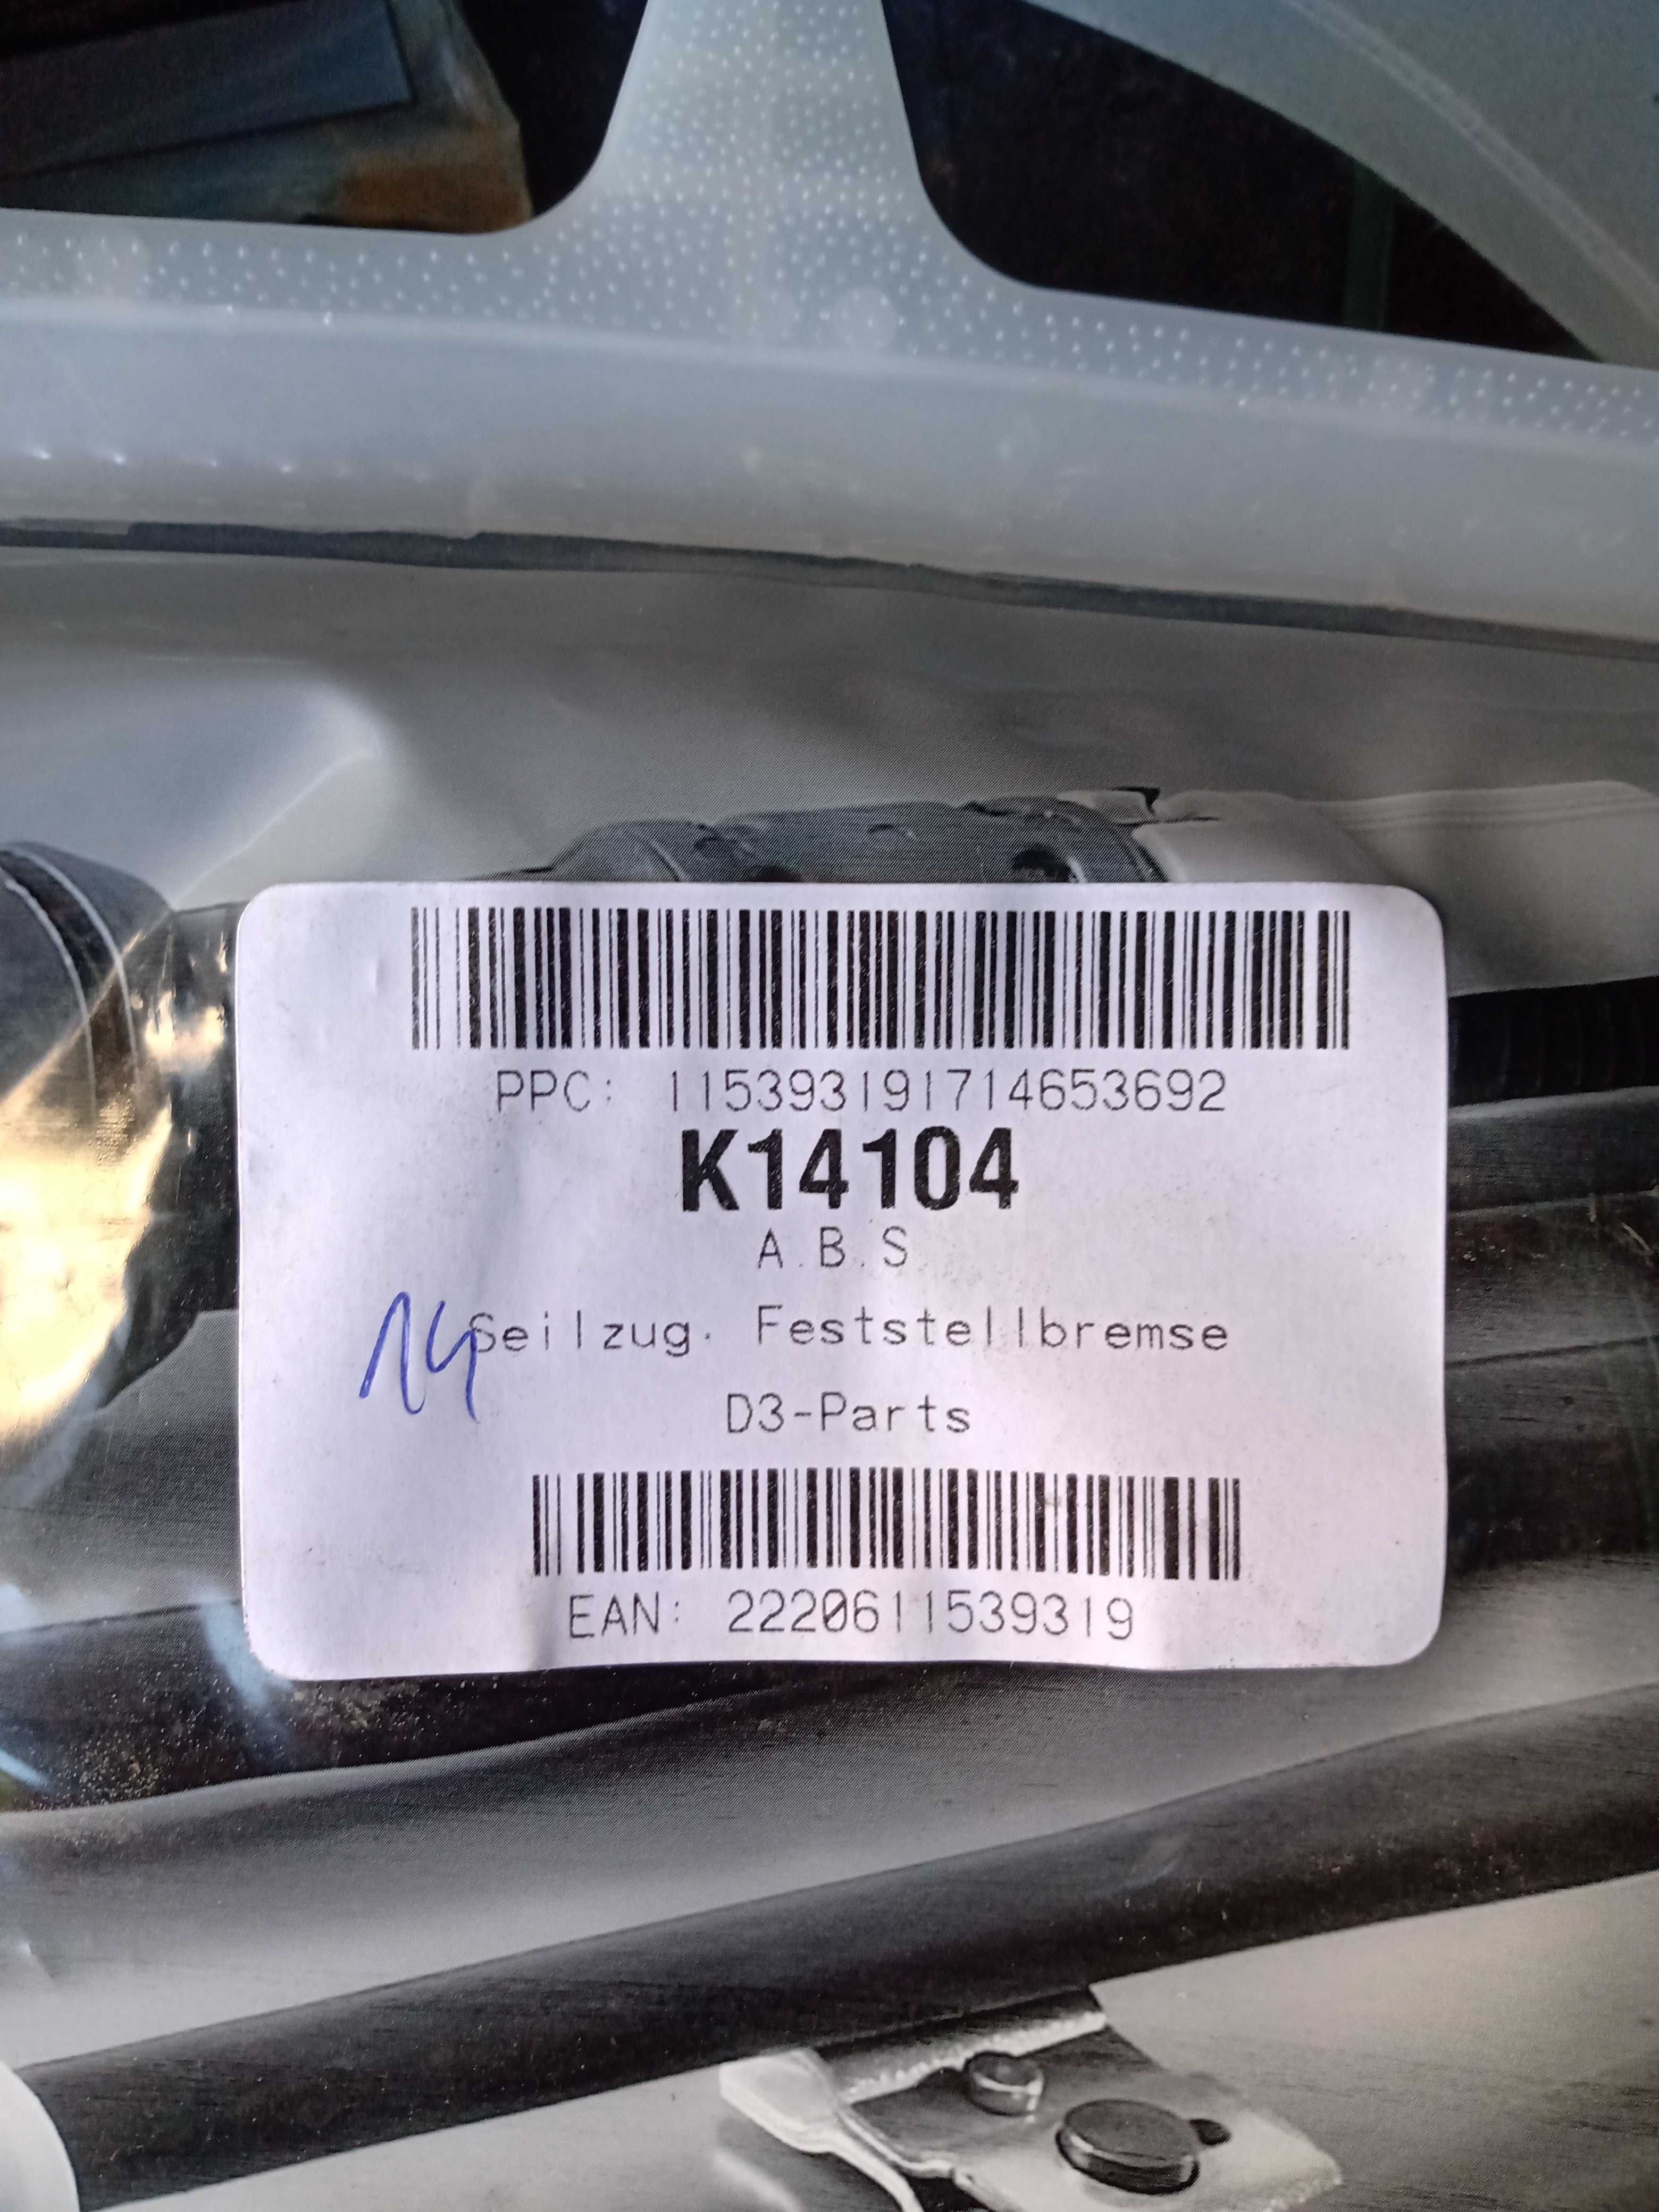 PPC: 115393191714653692
K14104
A.B.S
14
Seilzug. Feststellbremse
D3-Parts
EAN: 2220611539319